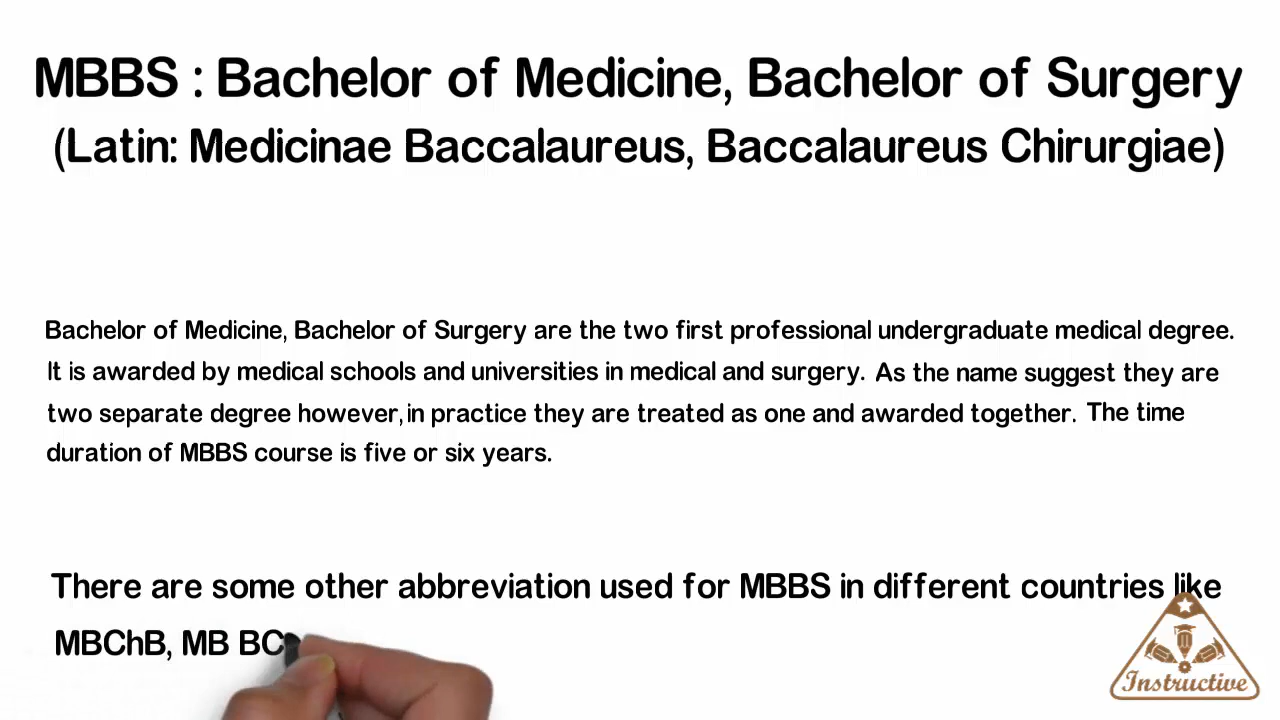 MBBS : Bachelor of Medicine, Bachelor of Surgery
(Latin: Medicinae Baccalaureus, Baccalaureus Chirurgiae)
Bachelor of Medicine, Bachelor of Surgery are the two first professional undergraduate medical degree.
It is awarded by medical schools and universities in medical and surgery. As the name suggest they are
two separate degree however,in practice they are treated as one and awarded together. The time
duration of MBBS course is five or six years.
There are some other abbreviation used for MBBS in different countries like
MBChB, MB BC
Instructive